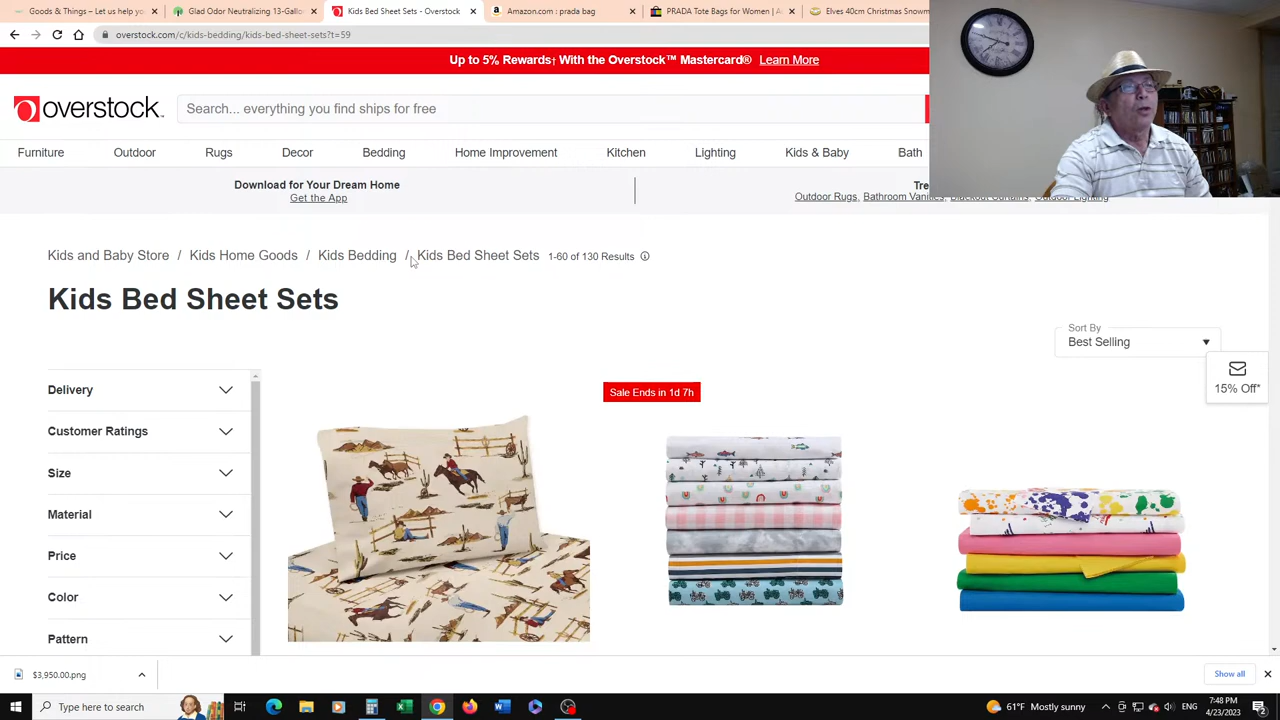 Goods & Things – Let us help yo
Glad Odor Neutralizing 13-Gallo
Kids Bed Sheet Sets - Overstock
Amazon.com : prada bag
PRADA Tote Bags for Women | A
Elves 40cm Christmas Snowm
overstock.com/c/kids-bedding/kids-bed-sheet-sets?t=59
Up to 5% Rewards† With the Overstock™ Mastercard® Learn More
overstock™
Search... everything you find ships for free
Furniture Outdoor Rugs Decor Bedding Home Improvement Kitchen Lighting Kids & Baby Bath
Download for Your Dream Home
Get the App
Tre
Outdoor Rugs, Bathroom Vanities, Blackout Curtains, Outdoor Lighting
Kids and Baby Store / Kids Home Goods / Kids Bedding / Kids Bed Sheet Sets 1-60 of 130 Results
Kids Bed Sheet Sets
Sort By
Best Selling
15% Off*
Delivery
Customer Ratings
Size
Material
Price
Color
Pattern
Sale Ends in 1d 7h
$3,950.00.png
Show all
Type here to search
61°F Mostly sunny
ENG
7:48 PM
4/23/2023
2